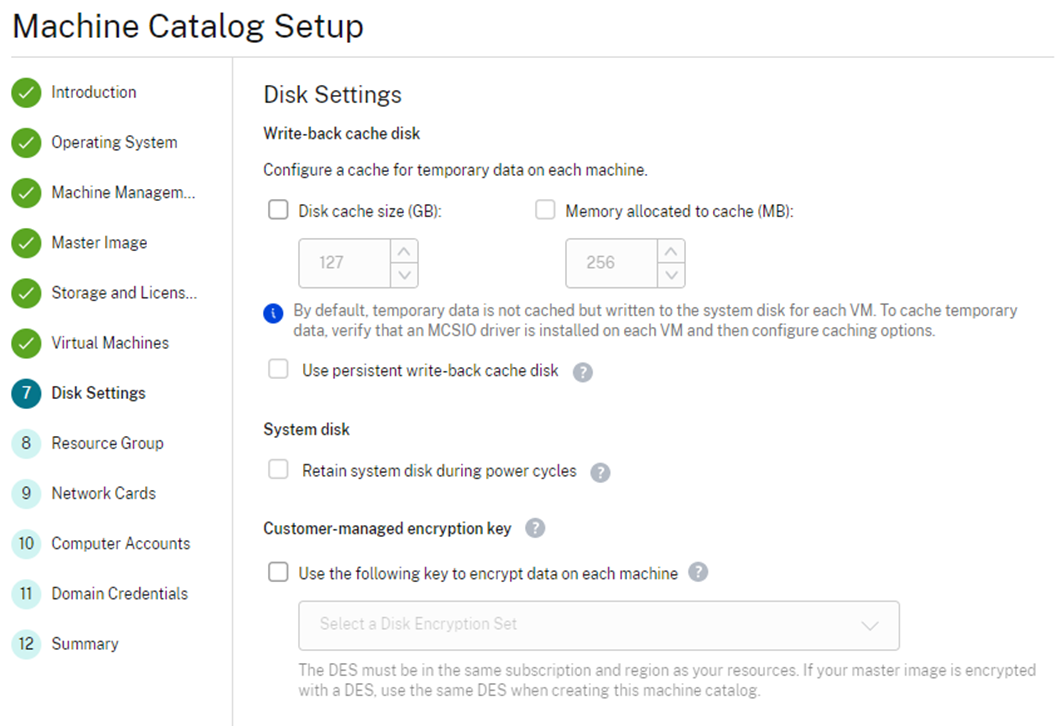 Machine Catalog Setup
Introduction
Operating System
Machine Managem...
Master Image
Storage and Licens...
Virtual Machines
7 Disk Settings
8 Resource Group
9 Network Cards
10 Computer Accounts
11 Domain Credentials
12 Summary
Disk Settings
Write-back cache disk
Configure a cache for temporary data on each machine.
Disk cache size (GB): Memory allocated to cache (MB):
127 256
i By default, temporary data is not cached but written to the system disk for each VM. To cache temporary
data, verify that an MCSIO driver is installed on each VM and then configure caching options.
Use persistent write-back cache disk ?
System disk
Retain system disk during power cycles ?
Customer-managed encryption key ?
Use the following key to encrypt data on each machine ?
Select a Disk Encryption Set
The DES must be in the same subscription and region as your resources. If your master image is encrypted
with a DES, use the same DES when creating this machine catalog.